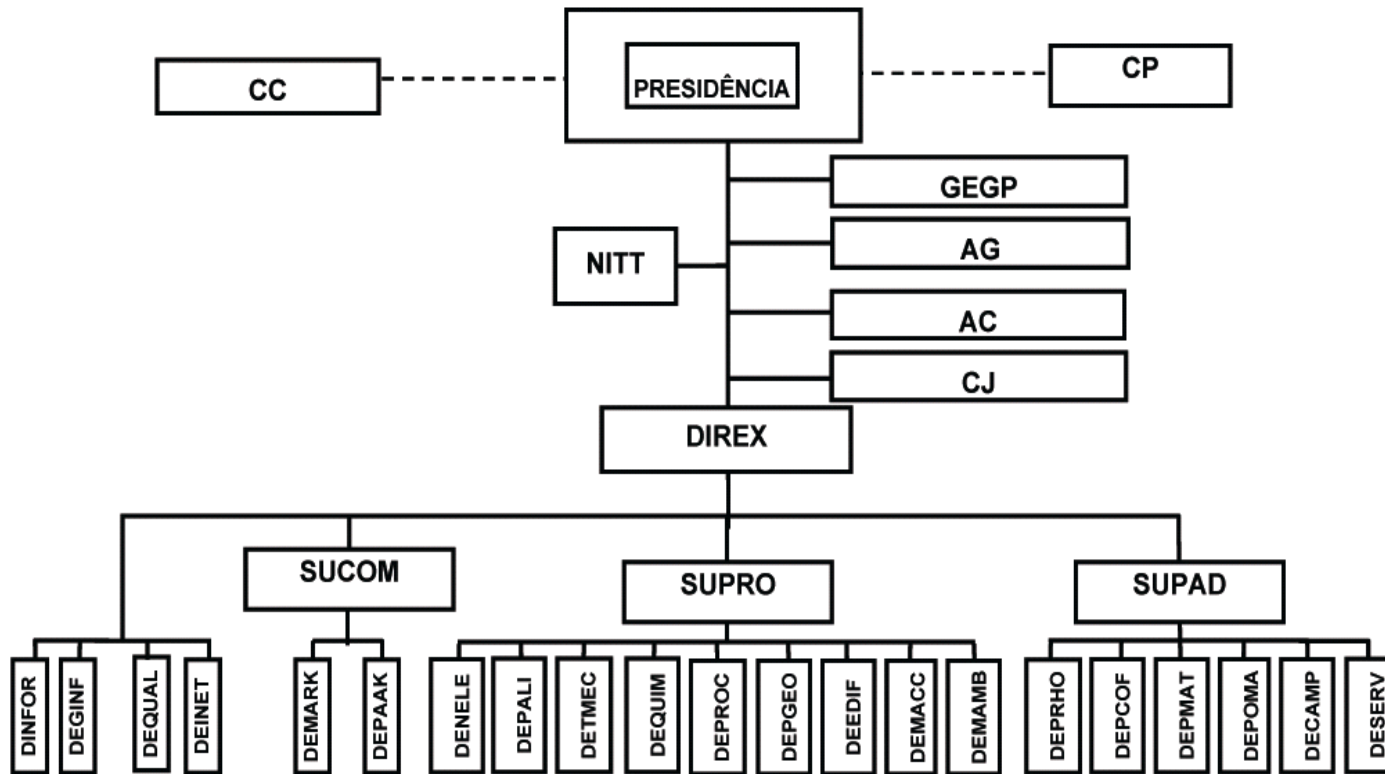 CC
PRESIDÊNCIA
CP
GEGP
AG
NITT
AC
CJ
DIREX
SUCOM
SUPRO
SUPAD
DINFOR
DEGINF
DEQUAL
DEINET
DEMARK
DEPAAK
DENELE
DEPALI
DETMEC
DEQUIM
DEPROC
DEPGEO
DEEDIF
DEMACC
DEMAMB
DEPRHO
DEPCOF
DEPMAT
DEPOMA
DECAMP
DESERV